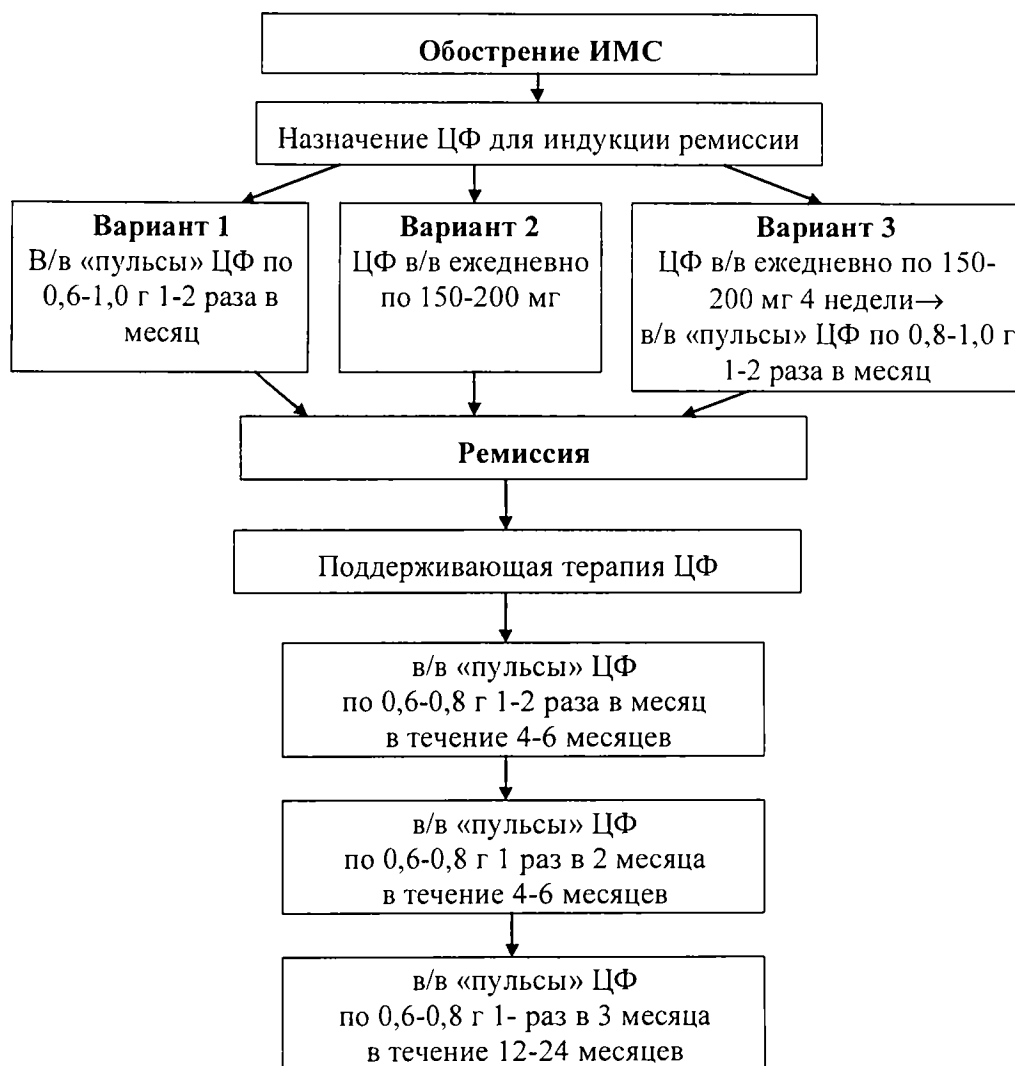 Обострение ИМС
Назначение ЦФ для индукции ремиссии
Вариант 1
В/в «пульсы» ЦФ по
0,6-1,0 г 1-2 раза в
месяц
Вариант 2
ЦФ в/в ежедневно
по 150-200 мг
Вариант 3
ЦФ в/в ежедневно по 150-
200 мг 4 недели→
в/в «пульсы» ЦФ по 0,8-1,0 г
1-2 раза в месяц
Ремиссия
Поддерживающая терапия ЦФ
в/в «пульсы» ЦФ
по 0,6-0,8 г 1-2 раза в месяц
в течение 4-6 месяцев
в/в «пульсы» ЦФ
по 0,6-0,8 г 1 раз в 2 месяца
в течение 4-6 месяцев
в/в «пульсы» ЦФ
по 0,6-0,8 г 1- раз в 3 месяца
в течение 12-24 месяцев